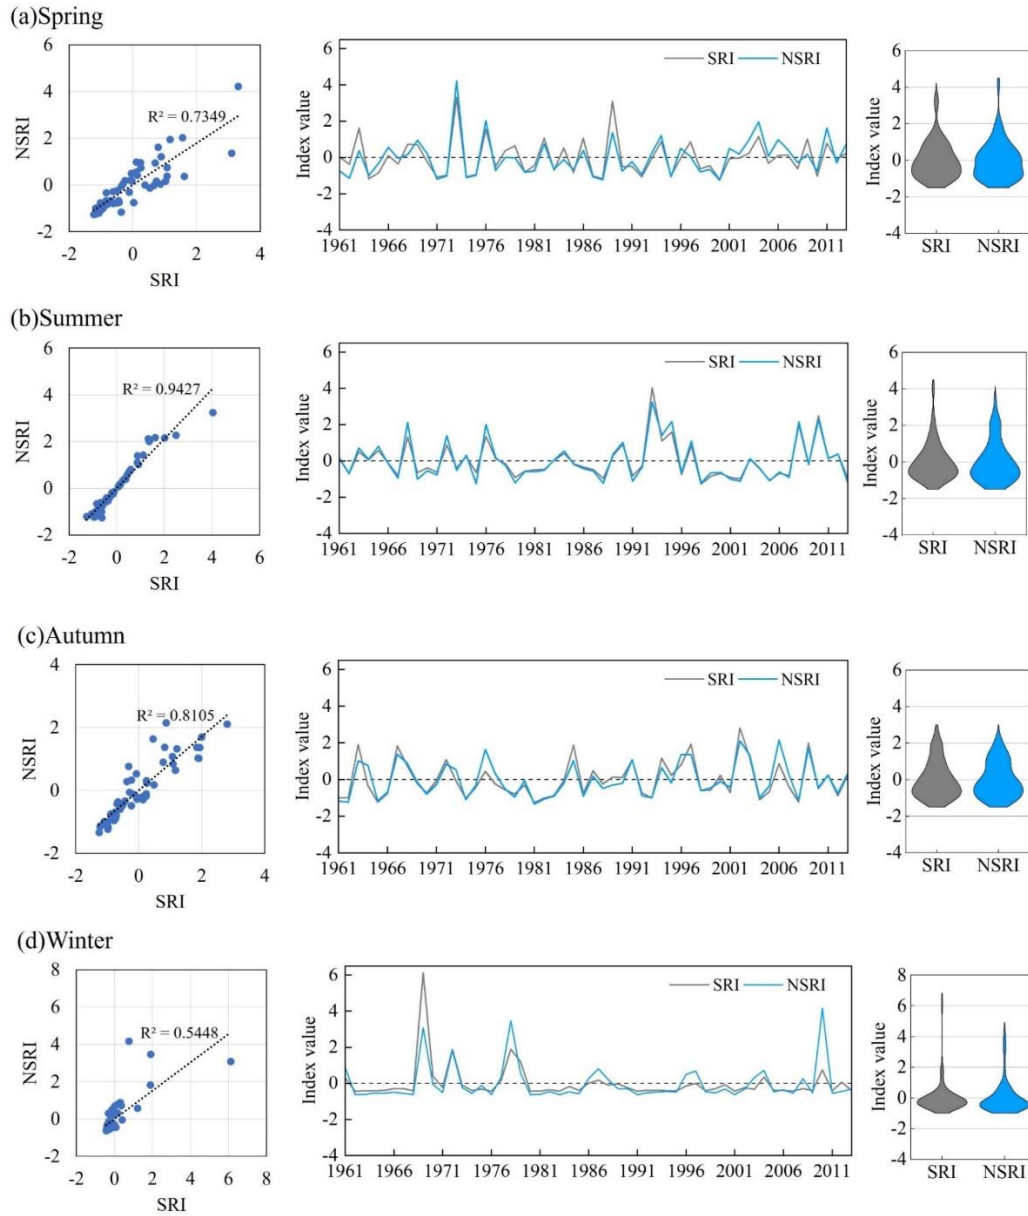 (a)Spring
6
4
2
0
-2
-2 0 2 4
NSRI
SRI
R² = 0.7349
6
4
2
0
-2
-4
Index value
SRI NSRI
1961 1966 1971 1976 1981 1986 1991 1996 2001 2006 2011
6
4
2
0
-2
-4
Index value
SRI NSRI
(b)Summer
6
4
2
0
-2
-2 0 2 4 6
NSRI
SRI
R² = 0.9427
6
4
2
0
-2
-4
Index value
SRI NSRI
1961 1966 1971 1976 1981 1986 1991 1996 2001 2006 2011
6
4
2
0
-2
-4
Index value
SRI NSRI
(c)Autumn
4
2
0
-2
-2 0 2 4
NSRI
SRI
R² = 0.8105
6
4
2
0
-2
-4
Index value
SRI NSRI
1961 1966 1971 1976 1981 1986 1991 1996 2001 2006 2011
6
4
2
0
-2
-4
Index value
SRI NSRI
(d)Winter
8
6
4
2
0
-2
-2 0 2 4 6 8
NSRI
SRI
R² = 0.5448
6
4
2
0
-2
-4
Index value
SRI NSRI
1961 1966 1971 1976 1981 1986 1991 1996 2001 2006 2011
8
6
4
2
0
-2
-4
Index value
SRI NSRI